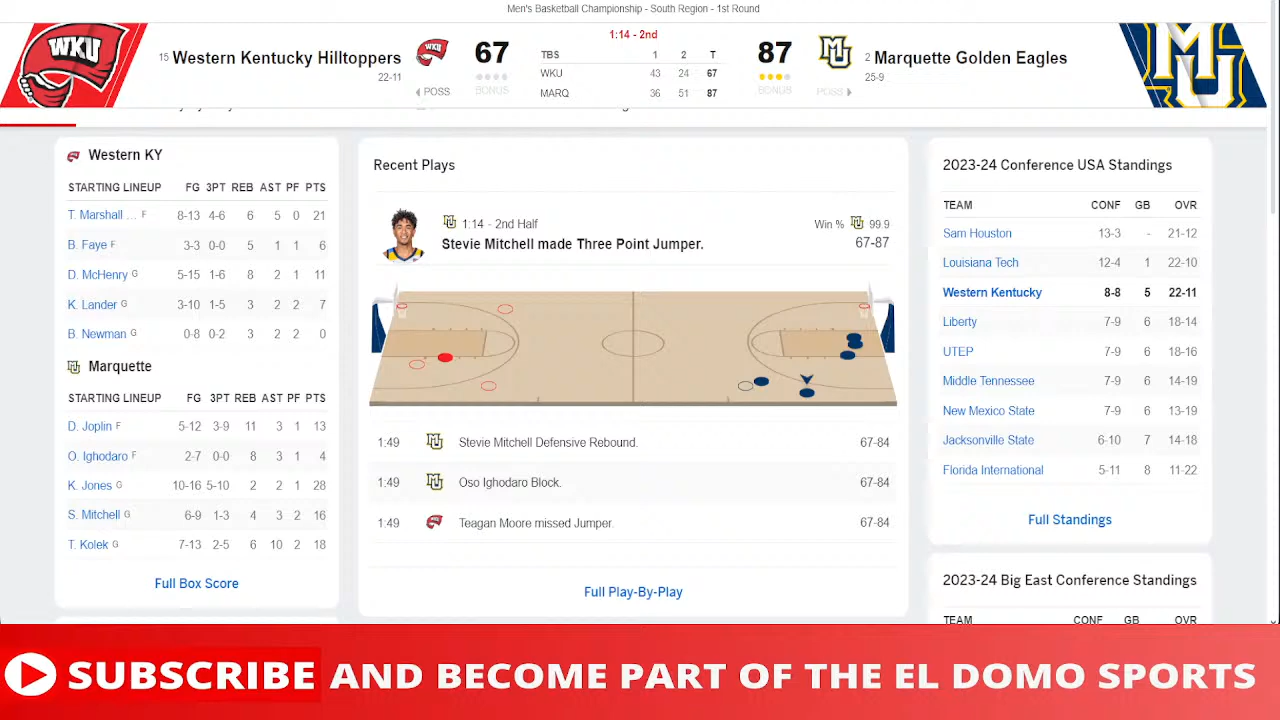 Men's Basketball Championship - South Region - 1st Round
15 Western Kentucky Hilltoppers
22-11
67
BONUS
POSS
1:14 - 2nd
TBS 1 2 T
WKU 43 24 67
MARQ 36 51 87
87
BONUS
POSS
2 Marquette Golden Eagles
25-9
WKU
MU
Western KY
STARTING LINEUP FG 3PT REB AST PF PTS
T. Marshall ... F 8-13 4-6 6 5 0 21
B. Faye F 3-3 0-0 5 1 1 6
D. McHenry G 5-15 1-6 8 2 1 11
K. Lander G 3-10 1-5 3 2 2 7
B. Newman G 0-8 0-2 3 2 2 0
Marquette
STARTING LINEUP FG 3PT REB AST PF PTS
D. Joplin F 5-12 3-9 11 3 1 13
O. Ighodaro F 2-7 0-0 8 3 1 4
K. Jones G 10-16 5-10 2 2 1 28
S. Mitchell G 6-9 1-3 4 3 2 16
T. Kolek G 7-13 2-5 6 10 2 18
Full Box Score
Recent Plays
1:14 - 2nd Half
Win % 99.9
Stevie Mitchell made Three Point Jumper.
67-87
1:49 Stevie Mitchell Defensive Rebound. 67-84
1:49 Oso Ighodaro Block. 67-84
1:49 Teagan Moore missed Jumper. 67-84
Full Play-By-Play
2023-24 Conference USA Standings
TEAM CONF GB OVR
Sam Houston 13-3 - 21-12
Louisiana Tech 12-4 1 22-10
Western Kentucky 8-8 5 22-11
Liberty 7-9 6 18-14
UTEP 7-9 6 18-16
Middle Tennessee 7-9 6 14-19
New Mexico State 7-9 6 13-19
Jacksonville State 6-10 7 14-18
Florida International 5-11 8 11-22
Full Standings
2023-24 Big East Conference Standings
TEAM CONF GB OVR
SUBSCRIBE AND BECOME PART OF THE EL DOMO SPORTS